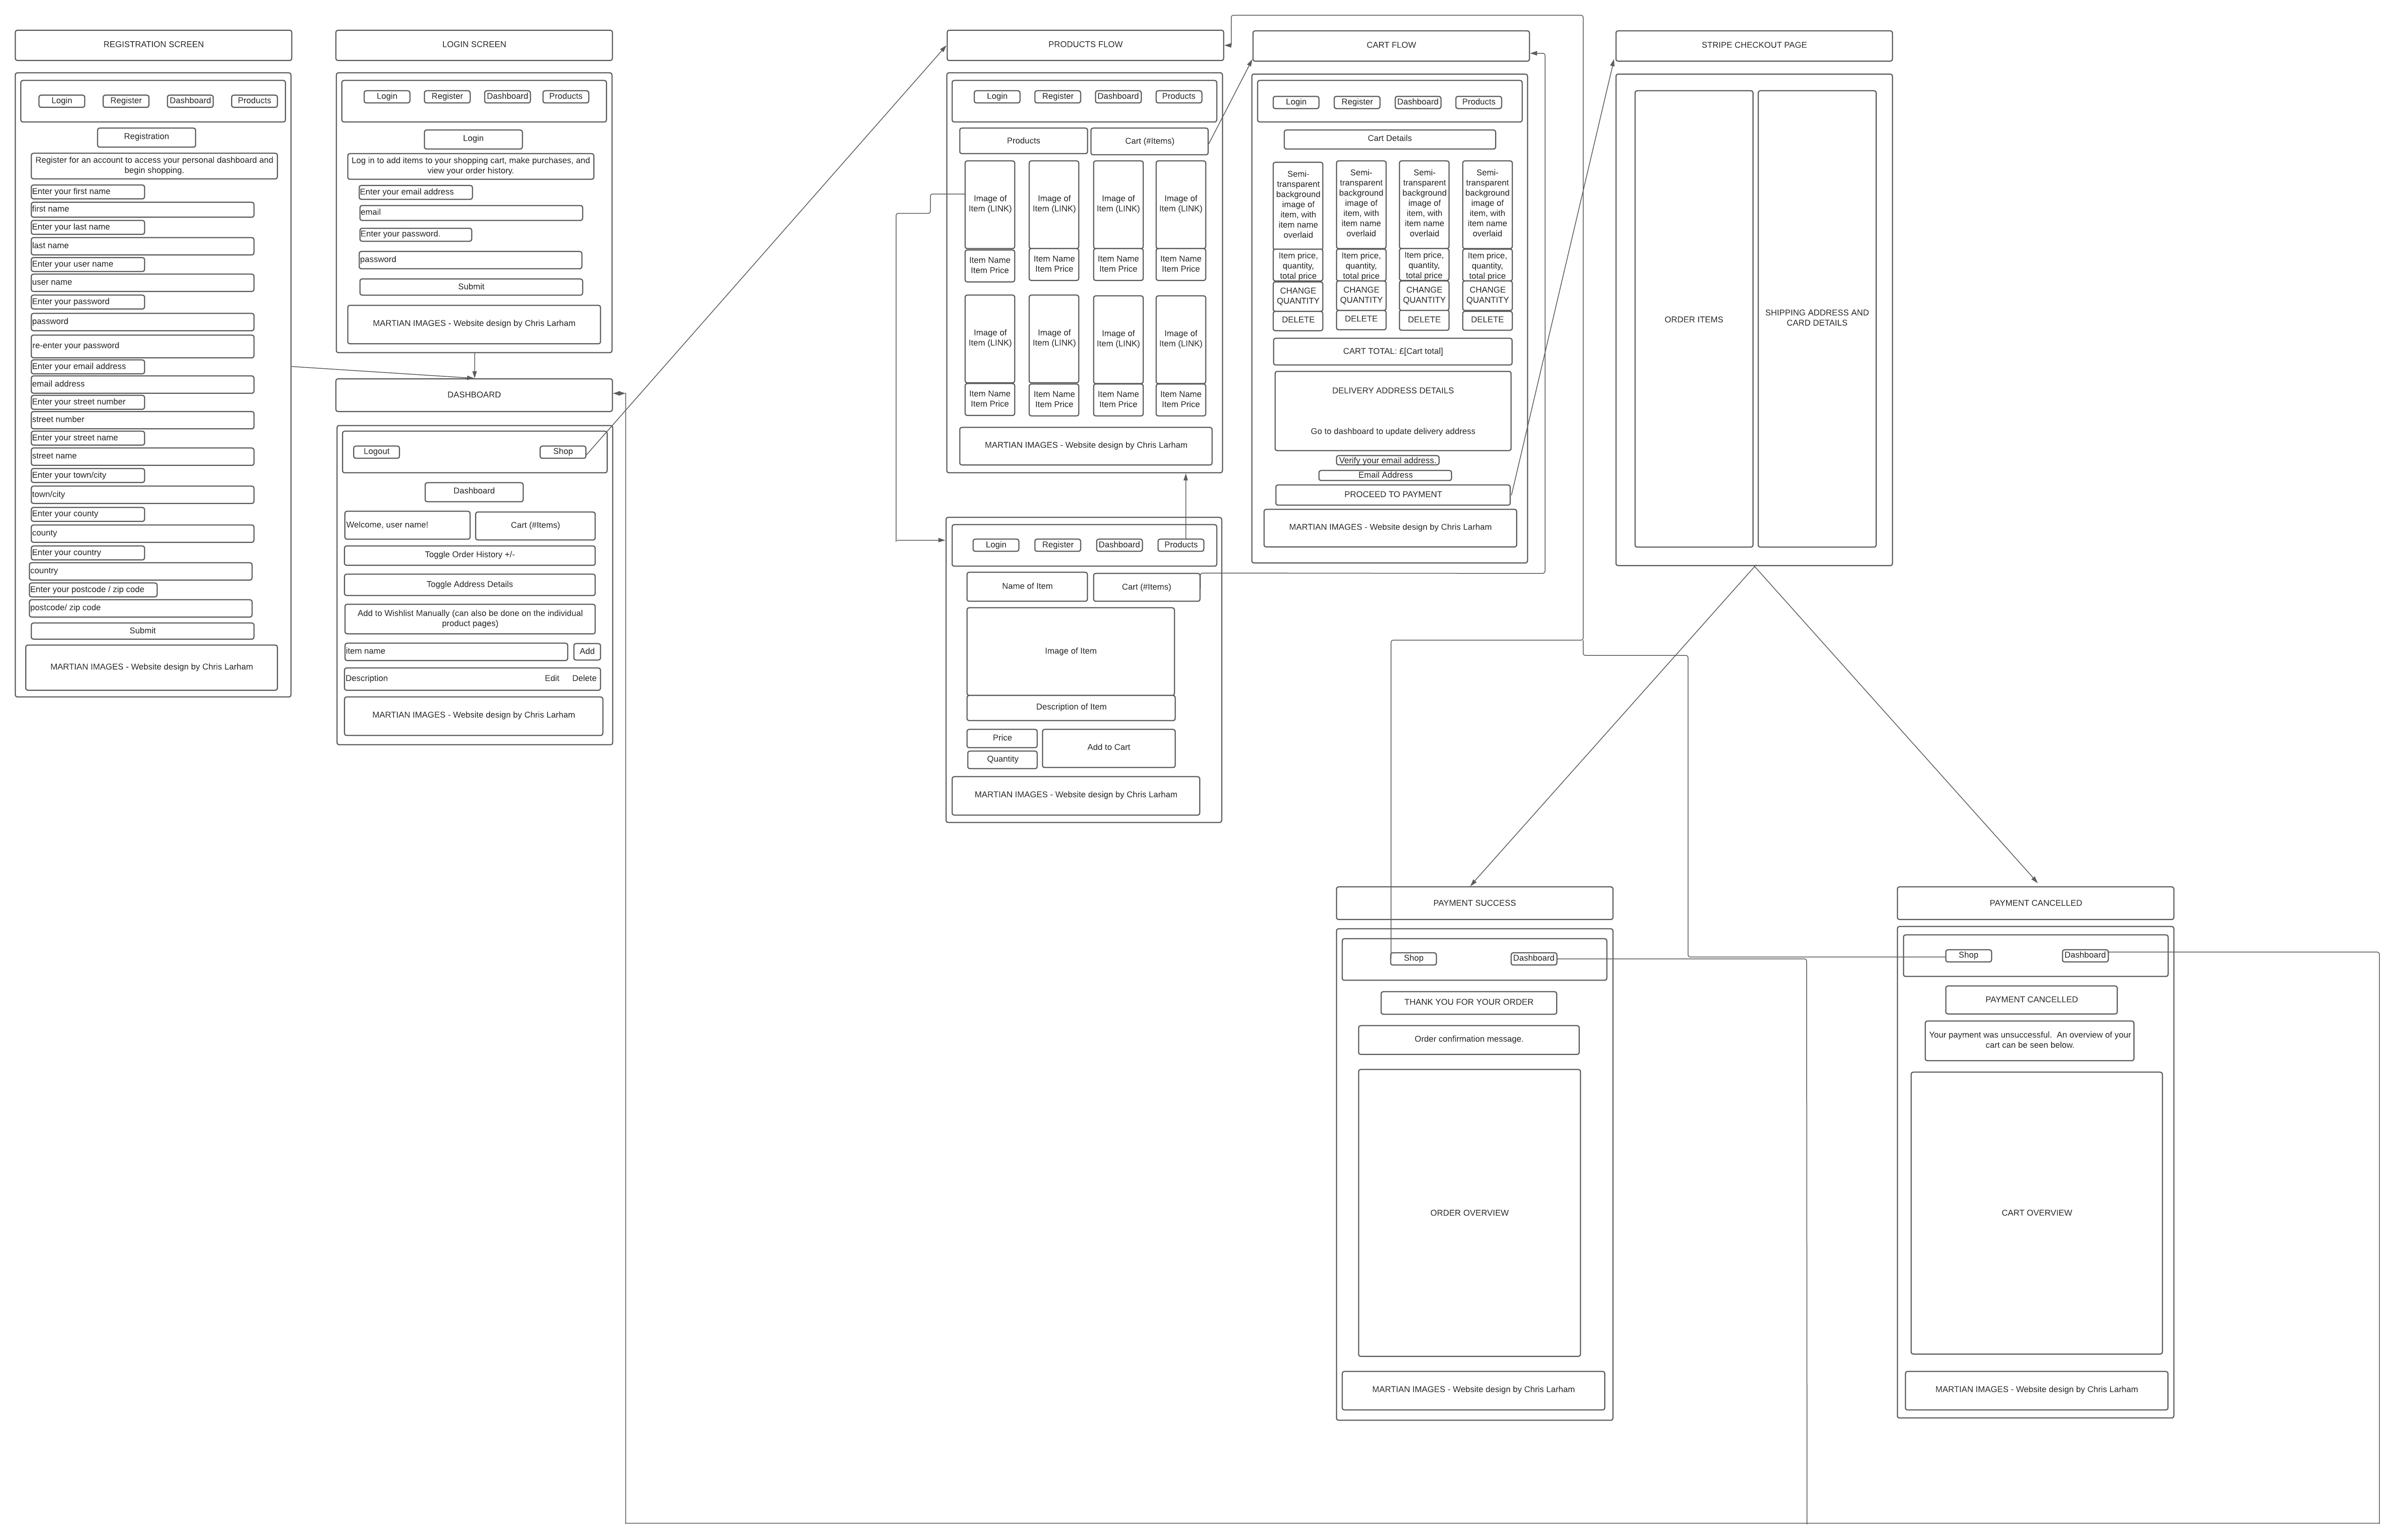 REGISTRATION SCREEN
Login
Register
Dashboard
Products
Registration
Register for an account to access your personal dashboard and
begin shopping.
Enter your first name
first name
Enter your last name
last name
Enter your user name
user name
Enter your password
password
re-enter your password
Enter your email address
email address
Enter your street number
street number
Enter your street name
street name
Enter your town/city
town/city
Enter your county
county
Enter your country
country
Enter your postcode / zip code
postcode/ zip code
Submit
MARTIAN IMAGES - Website design by Chris Larham
LOGIN SCREEN
Login
Register
Dashboard
Products
Login
Log in to add items to your shopping cart, make purchases, and
view your order history.
Enter your email address
email
Enter your password.
password
Submit
MARTIAN IMAGES - Website design by Chris Larham
DASHBOARD
Logout
Shop
Dashboard
Welcome, user name!
Cart (#Items)
Toggle Order History +/-
Toggle Address Details
Add to Wishlist Manually (can also be done on the individual
product pages)
item name
Add
Description
Edit
Delete
MARTIAN IMAGES - Website design by Chris Larham
PRODUCTS FLOW
Login
Register
Dashboard
Products
Products
Cart (#Items)
Image of
Item (LINK)
Image of
Item (LINK)
Image of
Item (LINK)
Image of
Item (LINK)
Item Name
Item Price
Item Name
Item Price
Item Name
Item Price
Item Name
Item Price
Image of
Item (LINK)
Image of
Item (LINK)
Image of
Item (LINK)
Image of
Item (LINK)
Item Name
Item Price
Item Name
Item Price
Item Name
Item Price
Item Name
Item Price
MARTIAN IMAGES - Website design by Chris Larham
Login
Register
Dashboard
Products
Name of Item
Cart (#Items)
Image of Item
Description of Item
Price
Quantity
Add to Cart
MARTIAN IMAGES - Website design by Chris Larham
CART FLOW
Login
Register
Dashboard
Products
Cart Details
Semi-
transparent
background
image of
item, with
item name
overlaid
Semi-
transparent
background
image of
item, with
item name
overlaid
Semi-
transparent
background
image of
item, with
item name
overlaid
Semi-
transparent
background
image of
item, with
item name
overlaid
Item price,
quantity,
total price
Item price,
quantity,
total price
Item price,
quantity,
total price
Item price,
quantity,
total price
CHANGE
QUANTITY
CHANGE
QUANTITY
CHANGE
QUANTITY
CHANGE
QUANTITY
DELETE
DELETE
DELETE
DELETE
CART TOTAL: £[Cart total]
DELIVERY ADDRESS DETAILS
Go to dashboard to update delivery address
Verify your email address.
Email Address
PROCEED TO PAYMENT
MARTIAN IMAGES - Website design by Chris Larham
STRIPE CHECKOUT PAGE
ORDER ITEMS
SHIPPING ADDRESS AND
CARD DETAILS
PAYMENT SUCCESS
Shop
Dashboard
THANK YOU FOR YOUR ORDER
Order confirmation message.
ORDER OVERVIEW
MARTIAN IMAGES - Website design by Chris Larham
PAYMENT CANCELLED
Shop
Dashboard
PAYMENT CANCELLED
Your payment was unsuccessful.  An overview of your
cart can be seen below.
CART OVERVIEW
MARTIAN IMAGES - Website design by Chris Larham